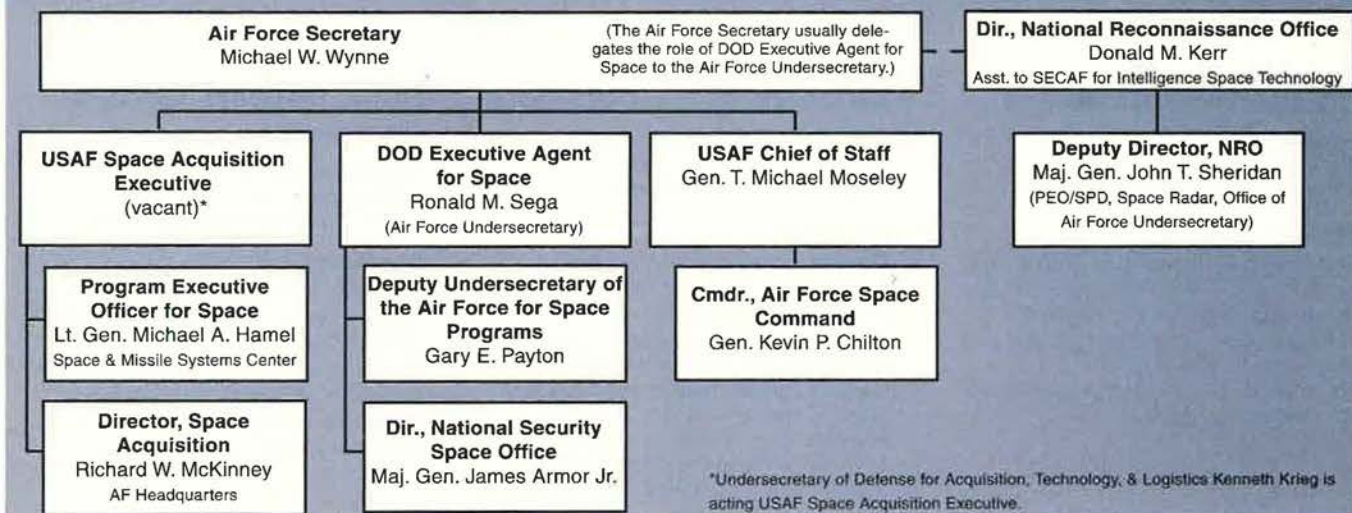 Air Force Secretary
Michael W. Wynne
(The Air Force Secretary usually dele-
gates the role of DOD Executive Agent for
Space to the Air Force Undersecretary.)
Dir., National Reconnaissance Office
Donald M. Kerr
Asst. to SECAF for Intelligence Space Technology
USAF Space Acquisition
Executive
(vacant)*
DOD Executive Agent
for Space
Ronald M. Sega
(Air Force Undersecretary)
USAF Chief of Staff
Gen. T. Michael Moseley
Deputy Director, NRO
Maj. Gen. John T. Sheridan
(PEO/SPD, Space Radar, Office of
Air Force Undersecretary)
Program Executive
Officer for Space
Lt. Gen. Michael A. Hamel
Space & Missile Systems Center
Deputy Undersecretary of
the Air Force for Space
Programs
Gary E. Payton
Cmdr., Air Force Space
Command
Gen. Kevin P. Chilton
Director, Space
Acquisition
Richard W. McKinney
AF Headquarters
Dir., National Security
Space Office
Maj. Gen. James Armor Jr.
*Undersecretary of Defense for Acquisition, Technology, & Logistics Kenneth Krieg is
acting USAF Space Acquisition Executive.